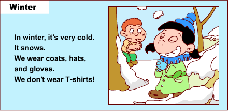 Winter
In winter, it's very cold.
It snows.
We wear coats, hats,
and gloves.
We don't wear T-shirts!